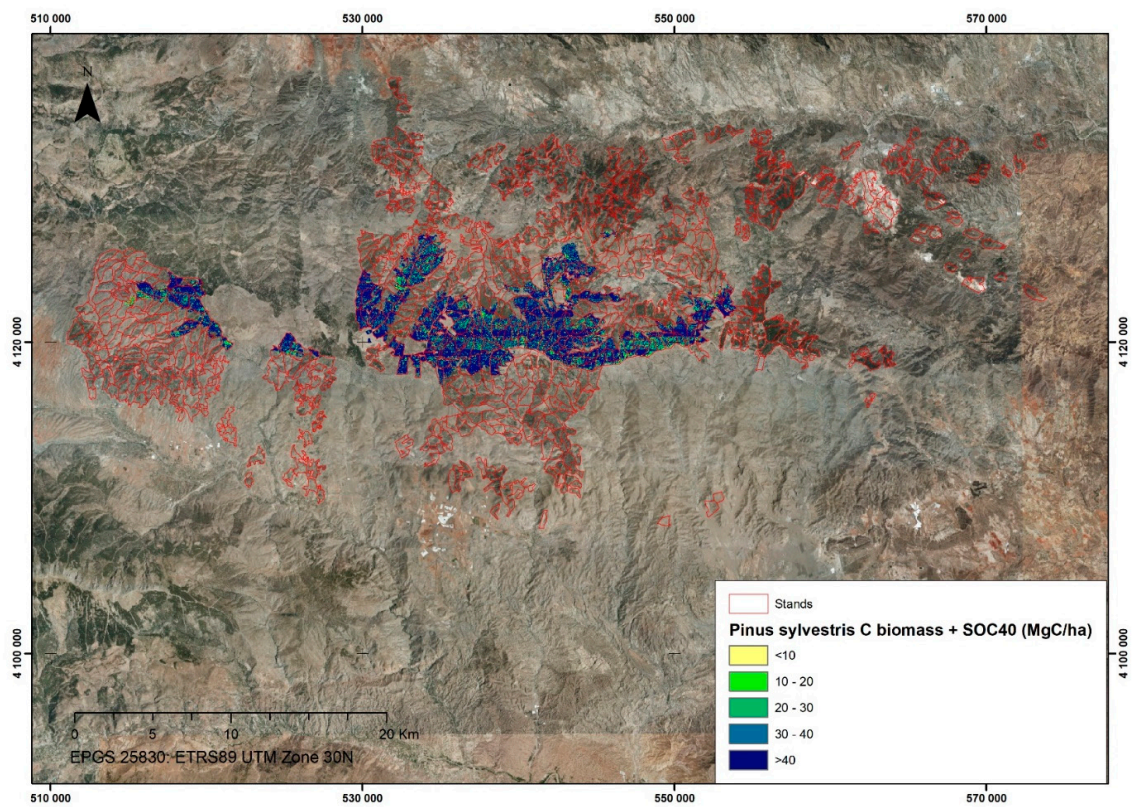 510 000 530 000 550 000 570 000
N
4 120 000 4 120 000
4 100 000 4 100 000
Stands
Pinus sylvestris C biomass + SOC40 (MgC/ha)
<10
10 - 20
20 - 30
30 - 40
>40
0 5 10 20 Km
EPGS 25830: ETRS89 UTM Zone 30N
510 000 530 000 550 000 570 000